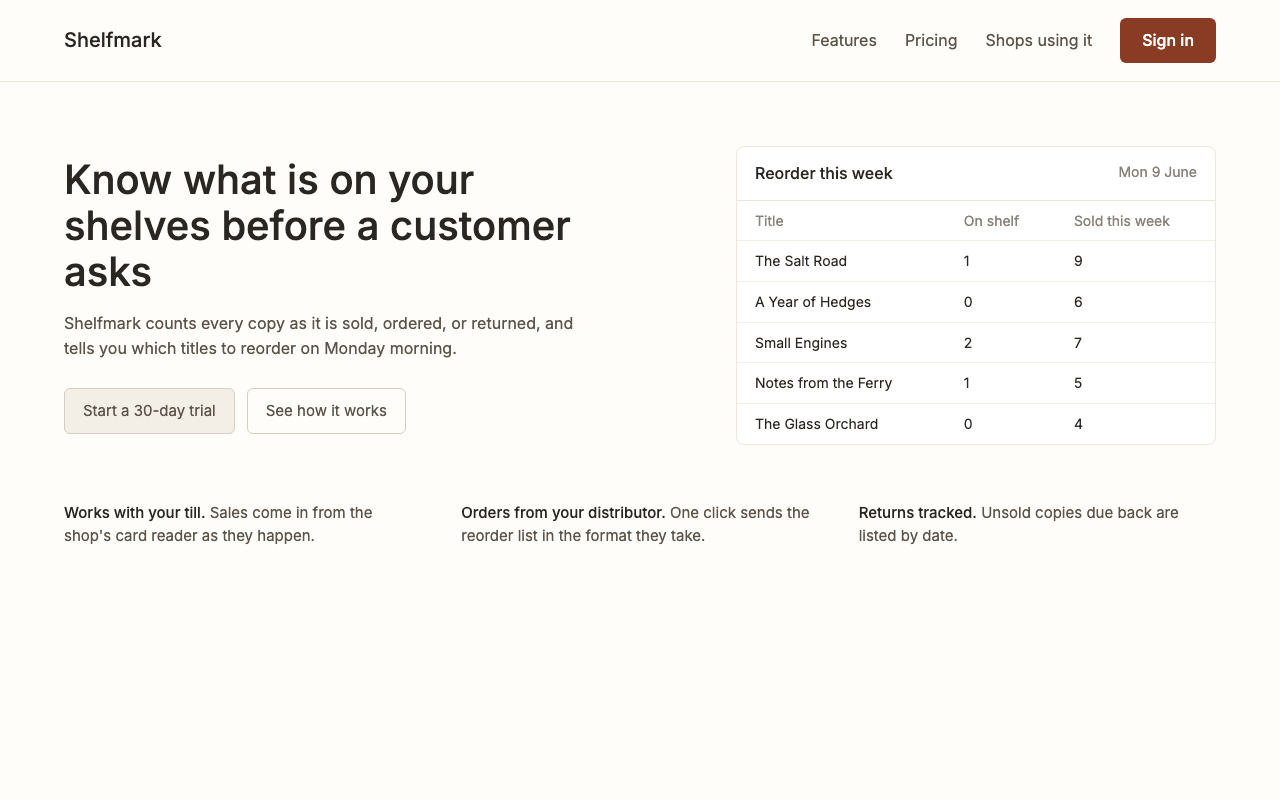 Shelfmark
Features
Pricing
Shops using it
Sign in
Know what is on your
shelves before a customer
asks
Shelfmark counts every copy as it is sold, ordered, or returned, and
tells you which titles to reorder on Monday morning.
Start a 30-day trial
See how it works
Reorder this week
Mon 9 June
Title On shelf Sold this week
The Salt Road 1 9
A Year of Hedges 0 6
Small Engines 2 7
Notes from the Ferry 1 5
The Glass Orchard 0 4
Works with your till. Sales come in from the
shop's card reader as they happen.
Orders from your distributor. One click sends the
reorder list in the format they take.
Returns tracked. Unsold copies due back are
listed by date.